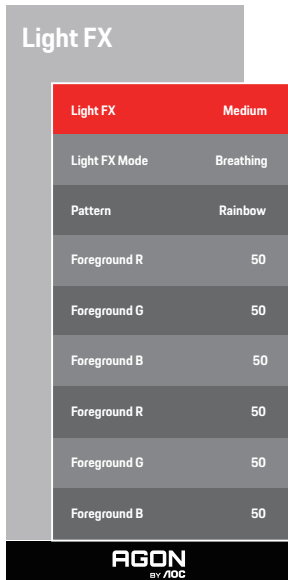 Light FX
Light FX Medium
Light FX Mode Breathing
Pattern Rainbow
Foreground R 50
Foreground G 50
Foreground B 50
Foreground R 50
Foreground G 50
Foreground B 50
AGON
BY AOC